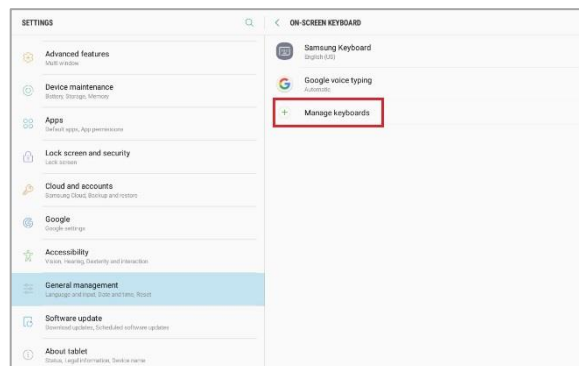 SETTINGS
Advanced features
Multi window
Device maintenance
Battery, Storage, Memory
Apps
Default apps, App permissions
Lock screen and security
Lock screen
Cloud and accounts
Samsung Cloud, Backup and restore
Google
Google settings
Accessibility
Vision, Hearing, Dexterity and interaction
General management
Language and input, Date and time, Reset
Software update
Download updates, Scheduled software updates
About tablet
Status, Legal information, Device name
ON-SCREEN KEYBOARD
Samsung Keyboard
English (US)
Google voice typing
Automatic
Manage keyboards